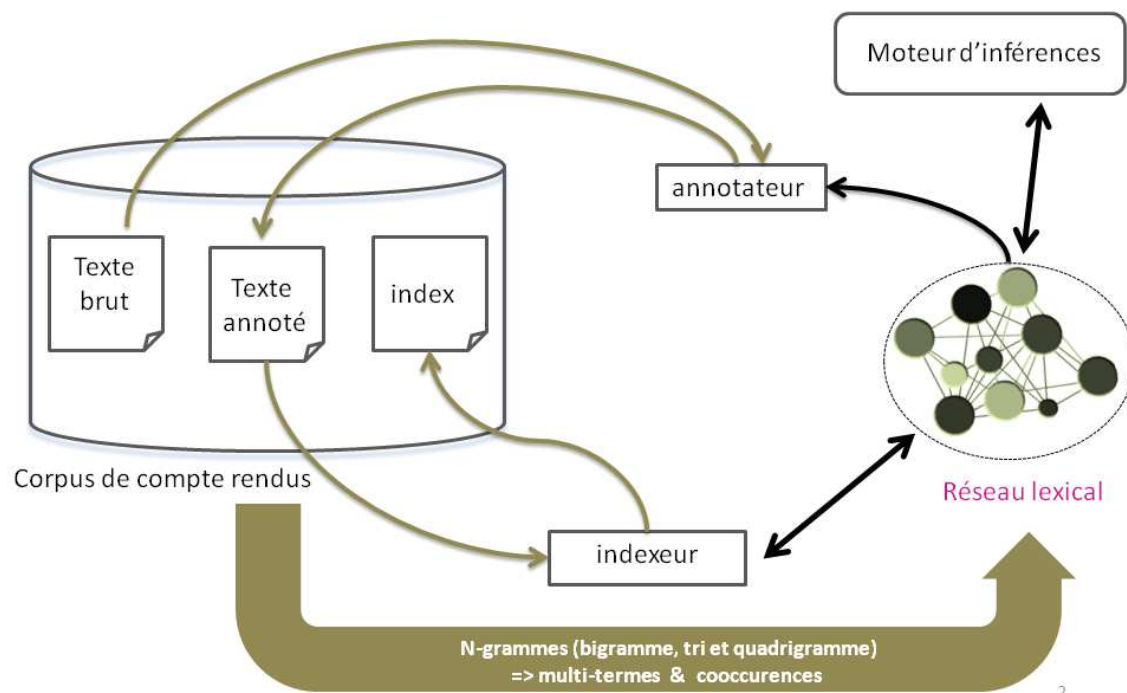 Moteur d'inférences
annotateur
Texte
brut
Texte
annoté
index
Corpus de compte rendus
Réseau lexical
indexeur
N-grammes (bigramme, tri et quadrigramme)
=> multi-termes & cooccurences
2